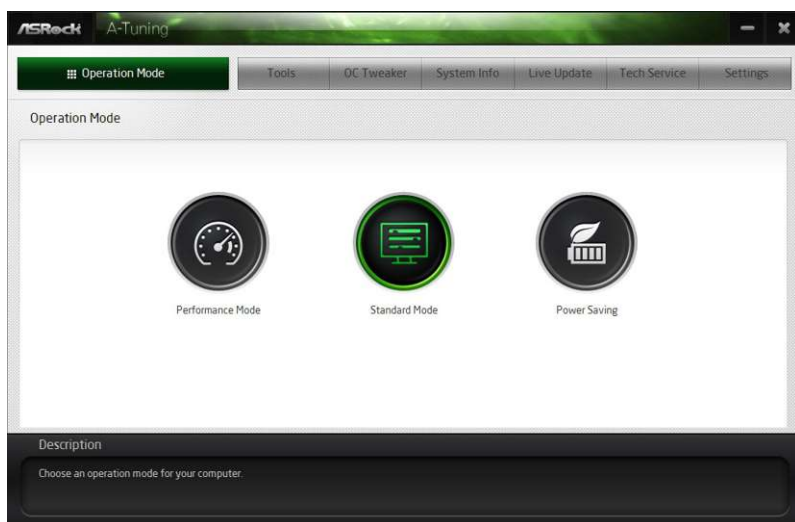 ASRock A-Tuning
Operation Mode Tools OC Tweaker System Info Live Update Tech Service Settings
Operation Mode
Performance Mode Standard Mode Power Saving
Description
Choose an operation mode for your computer.